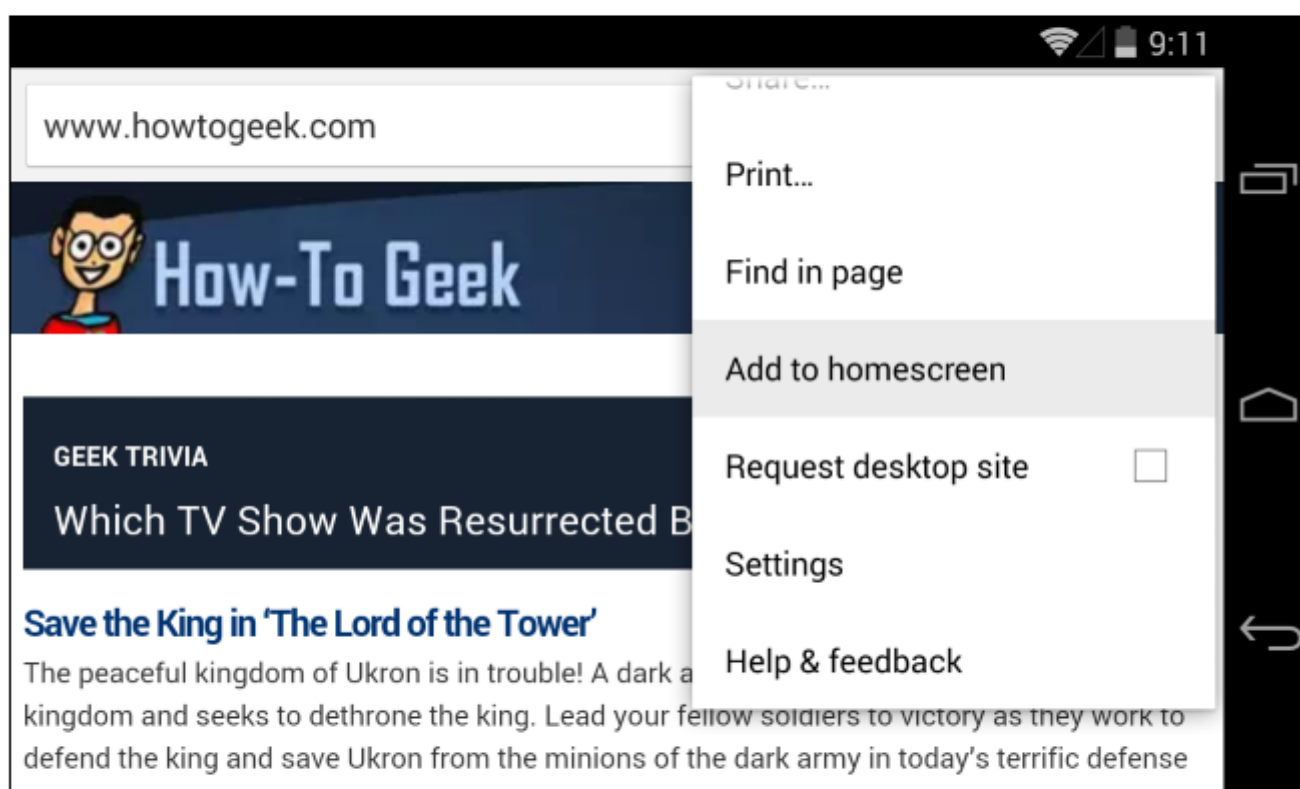 9:11
www.howtogeek.com
Share...
Print...
Find in page
Add to homescreen
Request desktop site
Settings
Help & feedback
How-To Geek
GEEK TRIVIA
Which TV Show Was Resurrected B
Save the King in ‘The Lord of the Tower’
The peaceful kingdom of Ukron is in trouble! A dark a
kingdom and seeks to dethrone the king. Lead your fellow soldiers to victory as they work to
defend the king and save Ukron from the minions of the dark army in today’s terrific defense